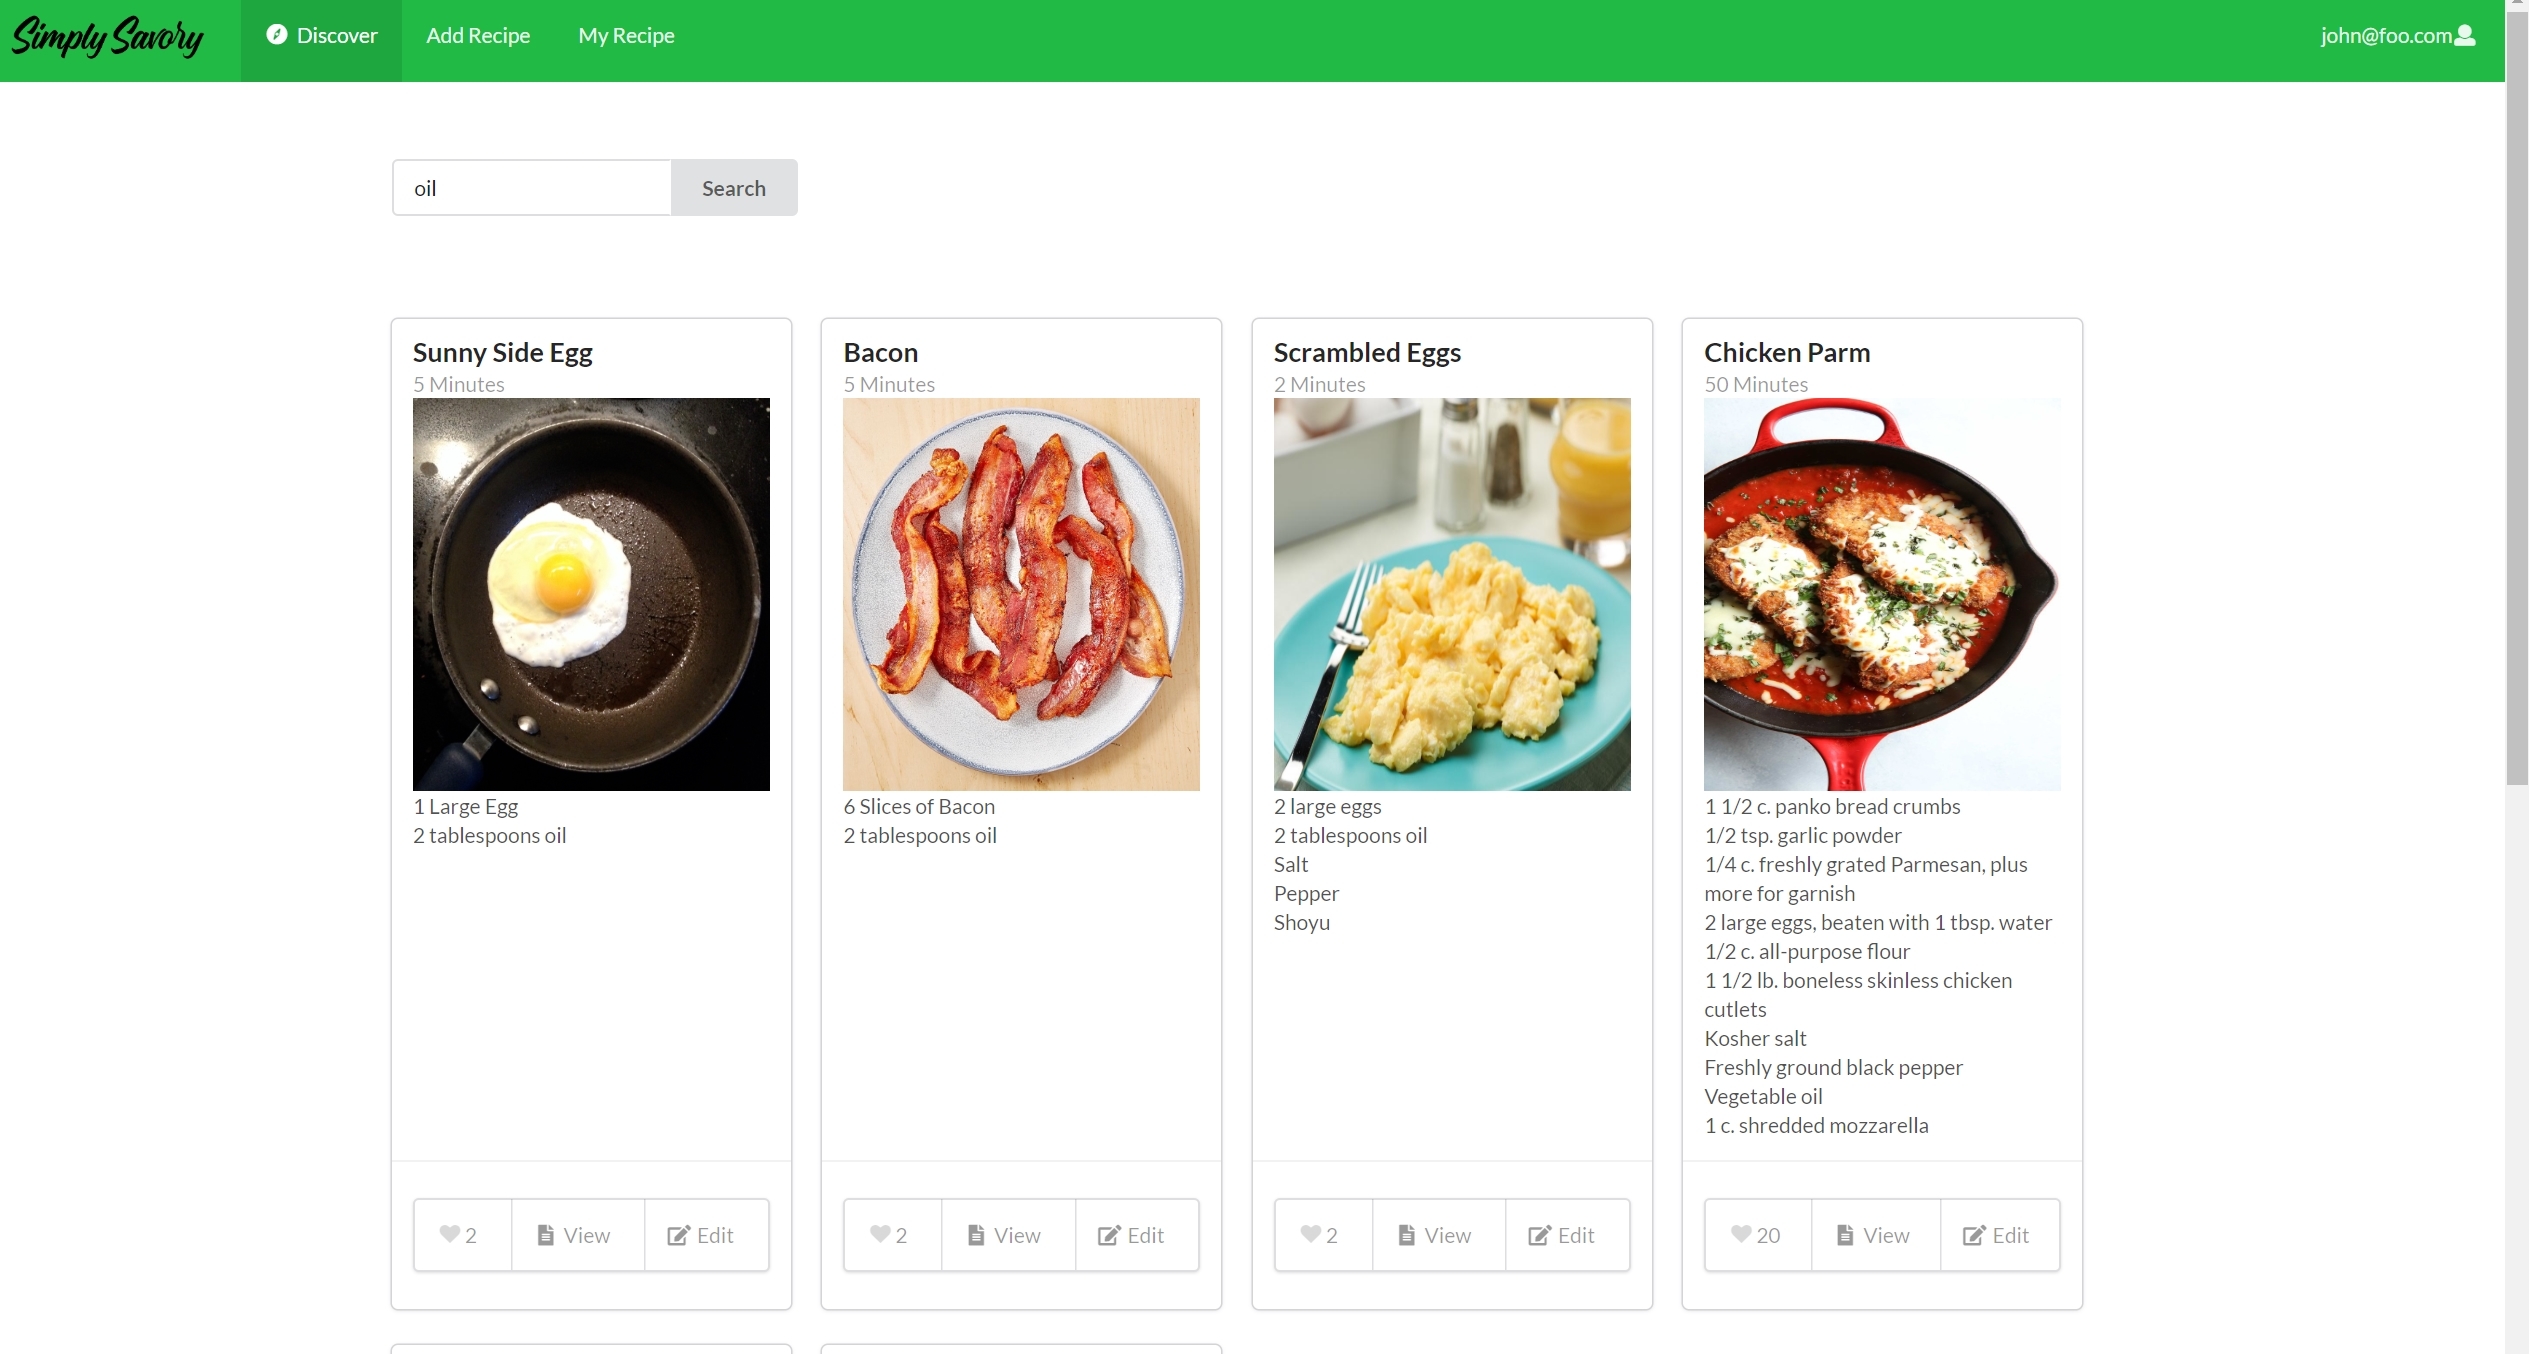 Simply Savory
Discover
Add Recipe
My Recipe
john@foo.com
oil
Search
Sunny Side Egg
5 Minutes
1 Large Egg
2 tablespoons oil
2
View
Edit
Bacon
5 Minutes
6 Slices of Bacon
2 tablespoons oil
2
View
Edit
Scrambled Eggs
2 Minutes
2 large eggs
2 tablespoons oil
Salt
Pepper
Shoyu
2
View
Edit
Chicken Parm
50 Minutes
1 1/2 c. panko bread crumbs
1/2 tsp. garlic powder
1/4 c. freshly grated Parmesan, plus
more for garnish
2 large eggs, beaten with 1 tbsp. water
1/2 c. all-purpose flour
1 1/2 lb. boneless skinless chicken
cutlets
Kosher salt
Freshly ground black pepper
Vegetable oil
1 c. shredded mozzarella
20
View
Edit